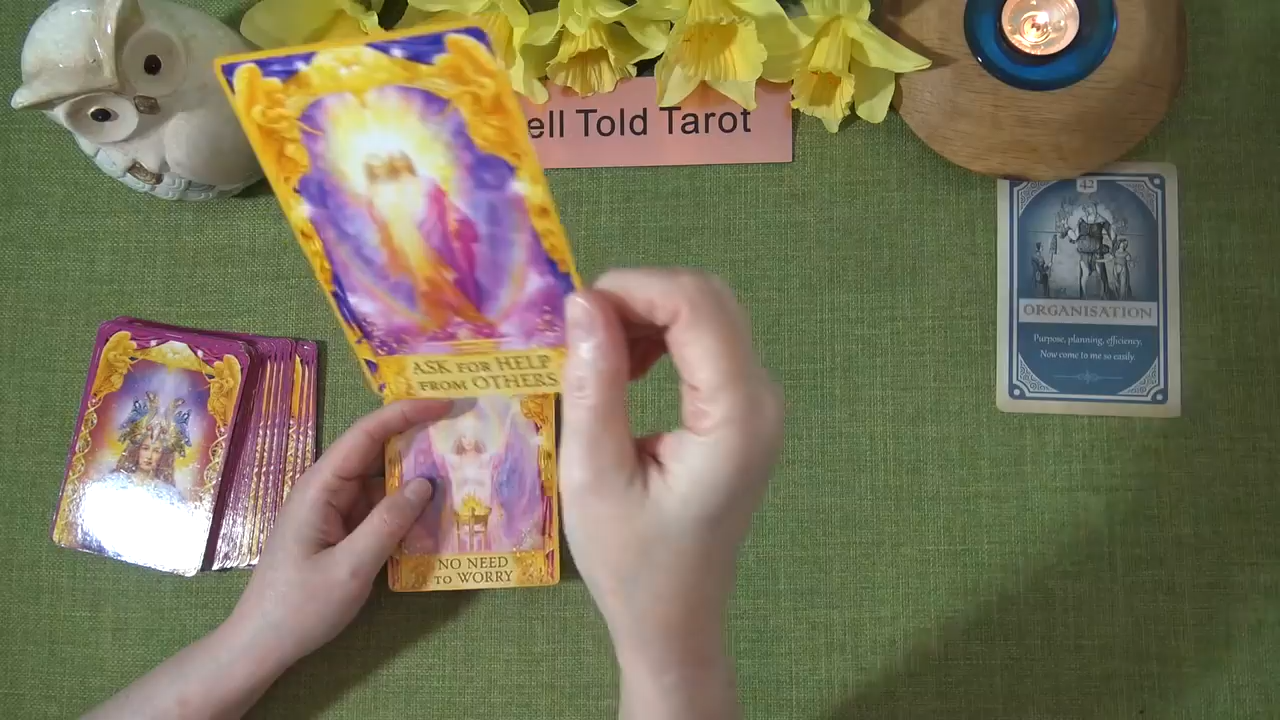 ell Told Tarot
42
ORGANISATION
Purpose, planning, efficiency,
Now come to me so easily.
ASK FOR HELP
FROM OTHERS
NO NEED
TO WORRY